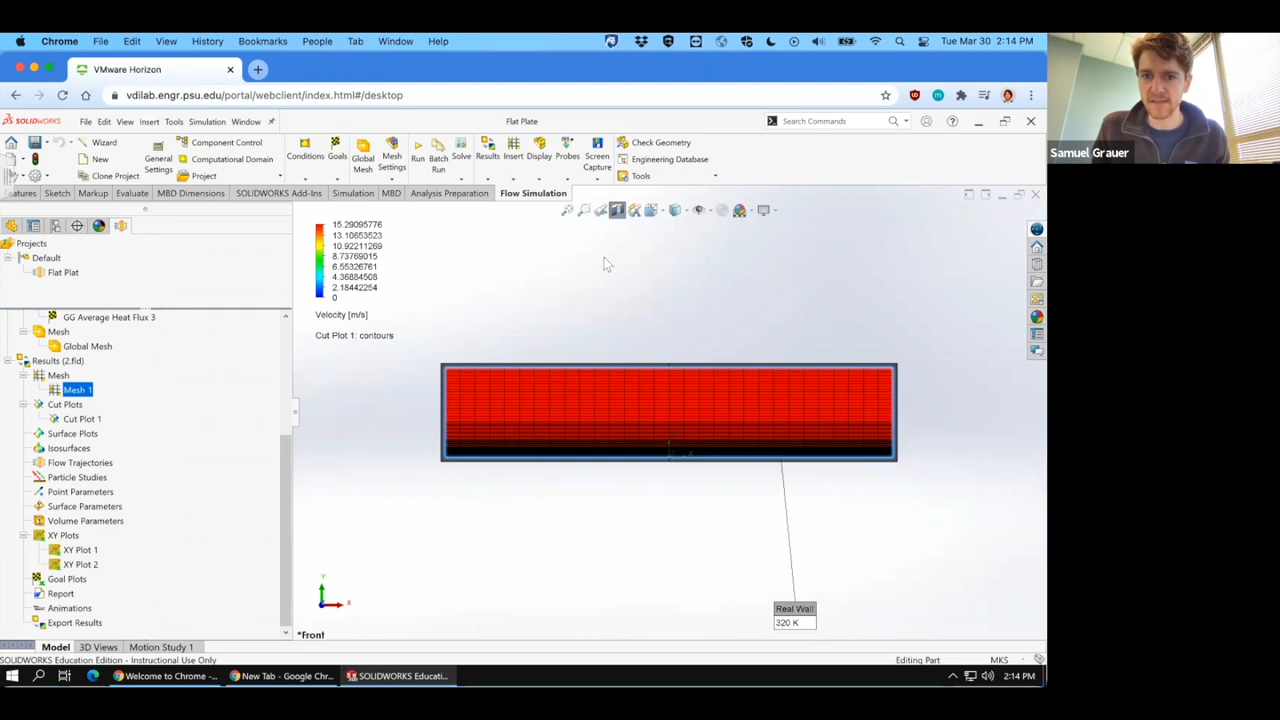 Chrome File Edit View History Bookmarks People Tab Window Help Tue Mar 30 2:14 PM
VMware Horizon
vdilab.engr.psu.edu/portal/webclient/index.html#/desktop
Samuel Grauer
SOLIDWORKS File Edit View Insert Tools Simulation Window Flat Plate Search Commands
Wizard
New
Clone Project
General Settings
Component Control
Computational Domain
Project
Conditions
Goals
Global Mesh
Mesh Settings
Run
Batch Run
Solve
Results
Insert
Display
Probes
Screen Capture
Check Geometry
Engineering Database
Tools
eatures Sketch Markup Evaluate MBD Dimensions SOLIDWORKS Add-Ins Simulation MBD Analysis Preparation Flow Simulation
Projects
Default
Flat Plat
GG Average Heat Flux 3
Mesh
Global Mesh
Results (2.fld)
Mesh
Mesh 1
Cut Plots
Cut Plot 1
Surface Plots
Isosurfaces
Flow Trajectories
Particle Studies
Point Parameters
Surface Parameters
Volume Parameters
XY Plots
XY Plot 1
XY Plot 2
Goal Plots
Report
Animations
Export Results
15.29095776
13.10653523
10.92211269
8.73769015
6.55326761
4.36884508
2.18442254
0
Velocity [m/s]
Cut Plot 1: contours
X
Real Wall
320 K
Y
X
*Front
Model 3D Views Motion Study 1
SOLIDWORKS Education Edition - Instructional Use Only Editing Part MKS
Welcome to Chrome -... New Tab - Google Chr... SOLIDWORKS Educati... 2:14 PM